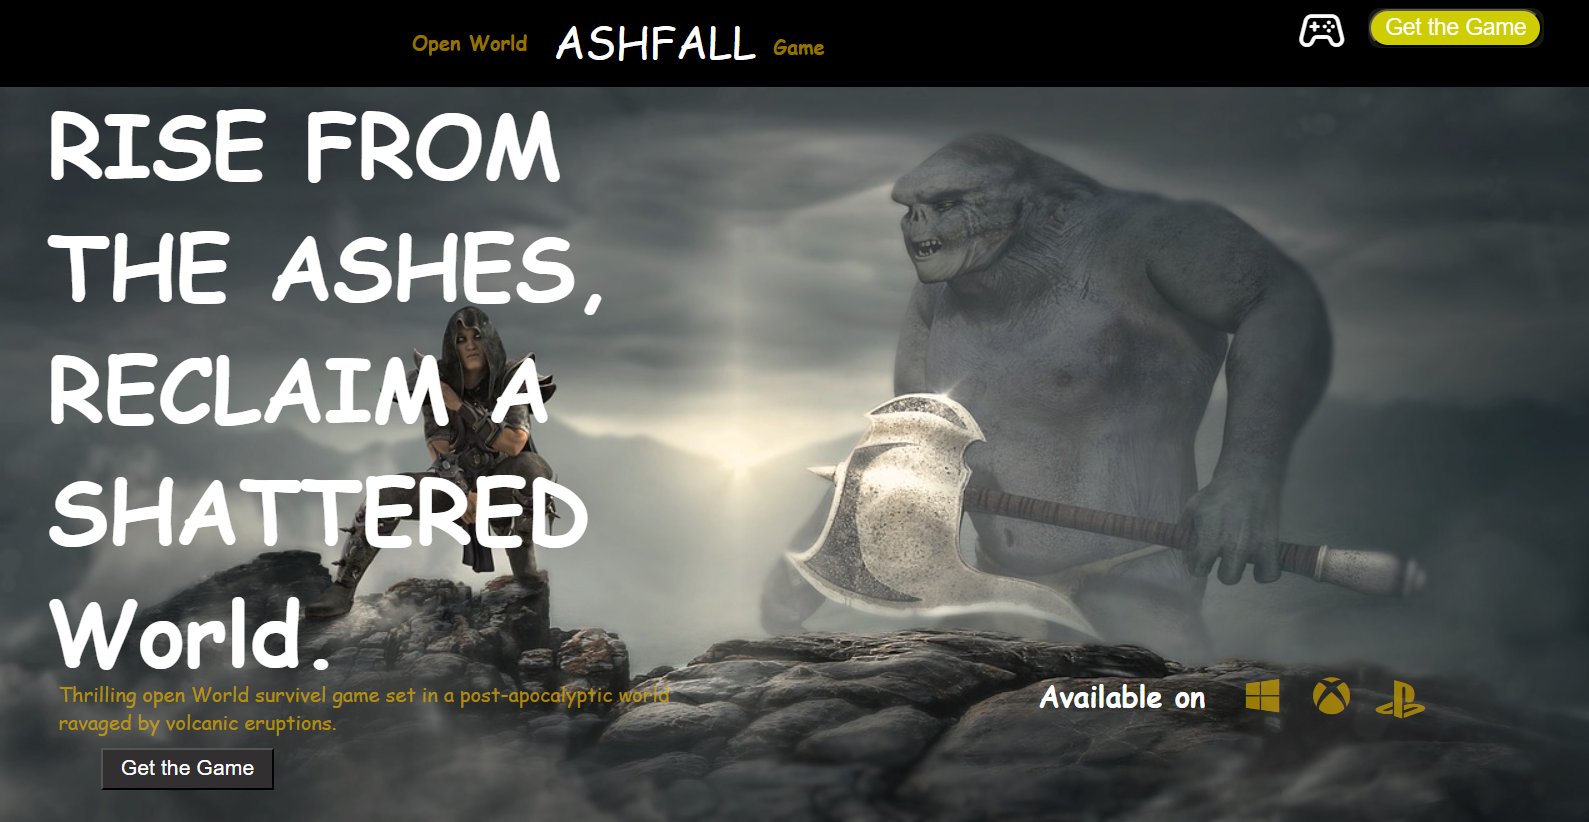 Open World ASHFALL Game
Get the Game
RISE FROM
THE ASHES,
RECLAIM A
SHATTERED
World.
Thrilling open World survivel game set in a post-apocalyptic world
ravaged by volcanic eruptions.
Available on
Get the Game